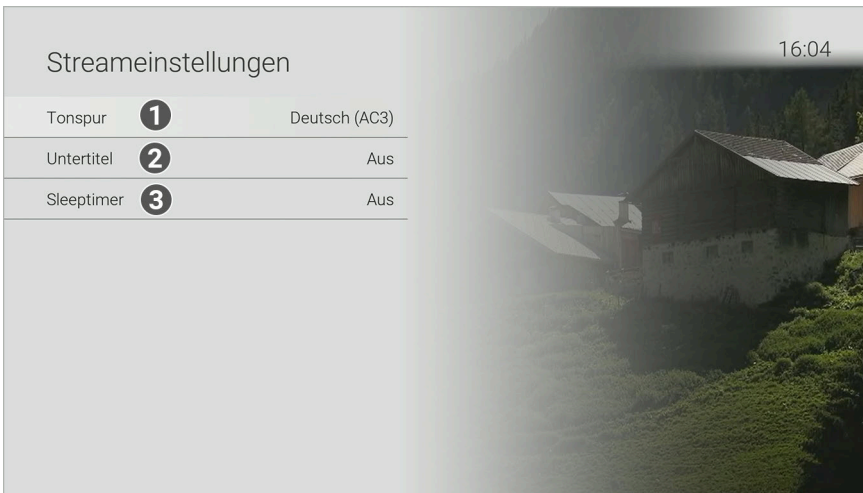 16:04
Streameinstellungen
Tonspur 1 Deutsch (AC3)
Untertitel 2 Aus
Sleeptimer 3 Aus